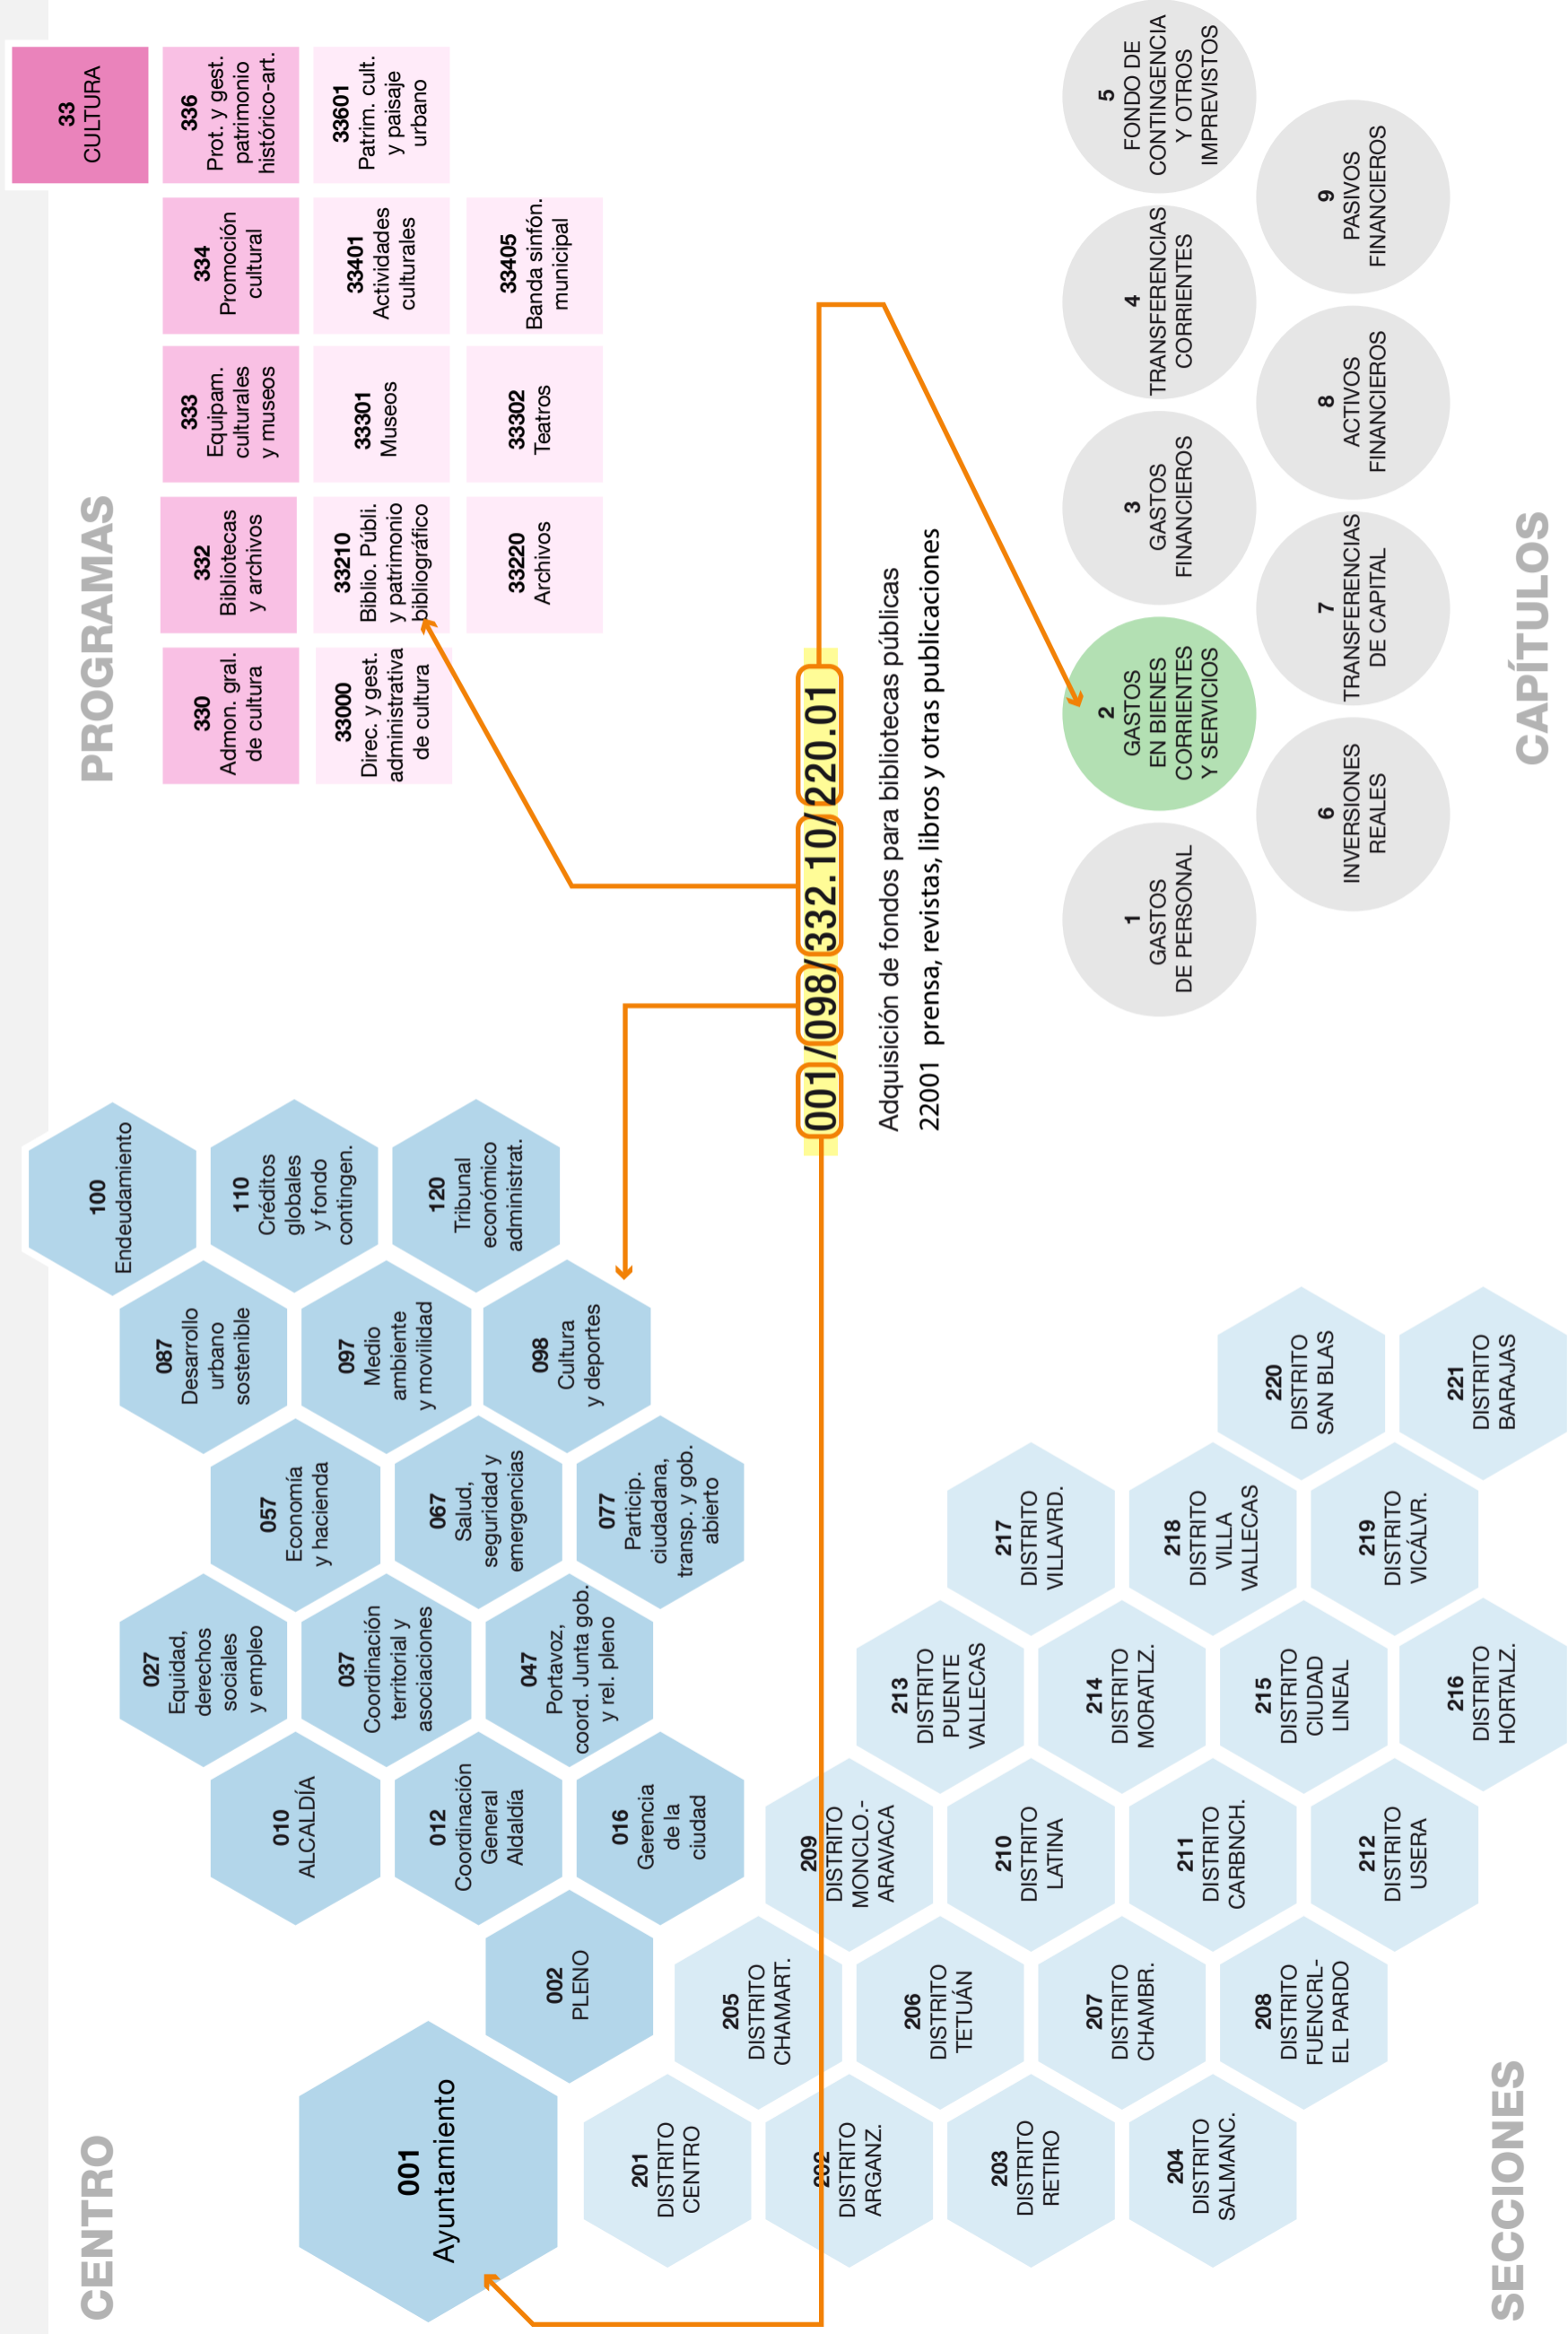 CENTRO
001
Ayuntamiento
002
PLENO
010
ALCALDÍA
012
Coordinación
General
Aldaldía
016
Gerencia
de la
ciudad
027
Equidad,
derechos
sociales
y empleo
037
Coordinación
territorial y
asociaciones
047
Portavoz,
coord. Junta gob.
y rel. pleno
057
Economía
y hacienda
067
Salud,
seguridad y
emergencias
077
Particip.
ciudadana,
transp. y gob.
abierto
087
Desarrollo
urbano
sostenible
097
Medio
ambiente
y movilidad
098
Cultura
y deportes
100
Endeudamiento
110
Créditos
globales
y fondo
contingen.
120
Tribunal
económico
administrat.
PROGRAMAS
33
CULTURA
330
Admon. gral.
de cultura
332
Bibliotecas
y archivos
333
Equipam.
culturales
y museos
334
Promoción
cultural
336
Prot. y gest.
patrimonio
histórico-art.
33000
Direc. y gest.
administrativa
de cultura
33210
Biblio. Públi.
y patrimonio
bibliográfico
33301
Museos
33401
Actividades
culturales
33601
Patrim. cult.
y paisaje
urbano
33220
Archivos
33302
Teatros
33405
Banda sinfón.
municipal
001/098/332.10/220.01
Adquisición de fondos para bibliotecas públicas
22001 prensa, revistas, libros y otras publicaciones
201
DISTRITO
CENTRO
202
DISTRITO
ARGANZ.
203
DISTRITO
RETIRO
204
DISTRITO
SALMANC.
205
DISTRITO
CHAMART.
206
DISTRITO
TETUÁN
207
DISTRITO
CHAMBR.
208
DISTRITO
FUENCRL-
EL PARDO
209
DISTRITO
MONCLO.-
ARAVACA
210
DISTRITO
LATINA
211
DISTRITO
CARBNCH.
212
DISTRITO
USERA
213
DISTRITO
PUENTE
VALLECAS
214
DISTRITO
MORATLZ.
215
DISTRITO
CIUDAD
LINEAL
216
DISTRITO
HORTALZ.
217
DISTRITO
VILLAVRD.
218
DISTRITO
VILLA
VALLECAS
219
DISTRITO
VICÁLVR.
220
DISTRITO
SAN BLAS
221
DISTRITO
BARAJAS
SECCIONES
1
GASTOS
DE PERSONAL
2
GASTOS
EN BIENES
CORRIENTES
Y SERVICIOS
3
GASTOS
FINANCIEROS
4
TRANSFERENCIAS
CORRIENTES
5
FONDO DE
CONTINGENCIA
Y OTROS
IMPREVISTOS
6
INVERSIONES
REALES
7
TRANSFERENCIAS
DE CAPITAL
8
ACTIVOS
FINANCIEROS
9
PASIVOS
FINANCIEROS
CAPÍTULOS